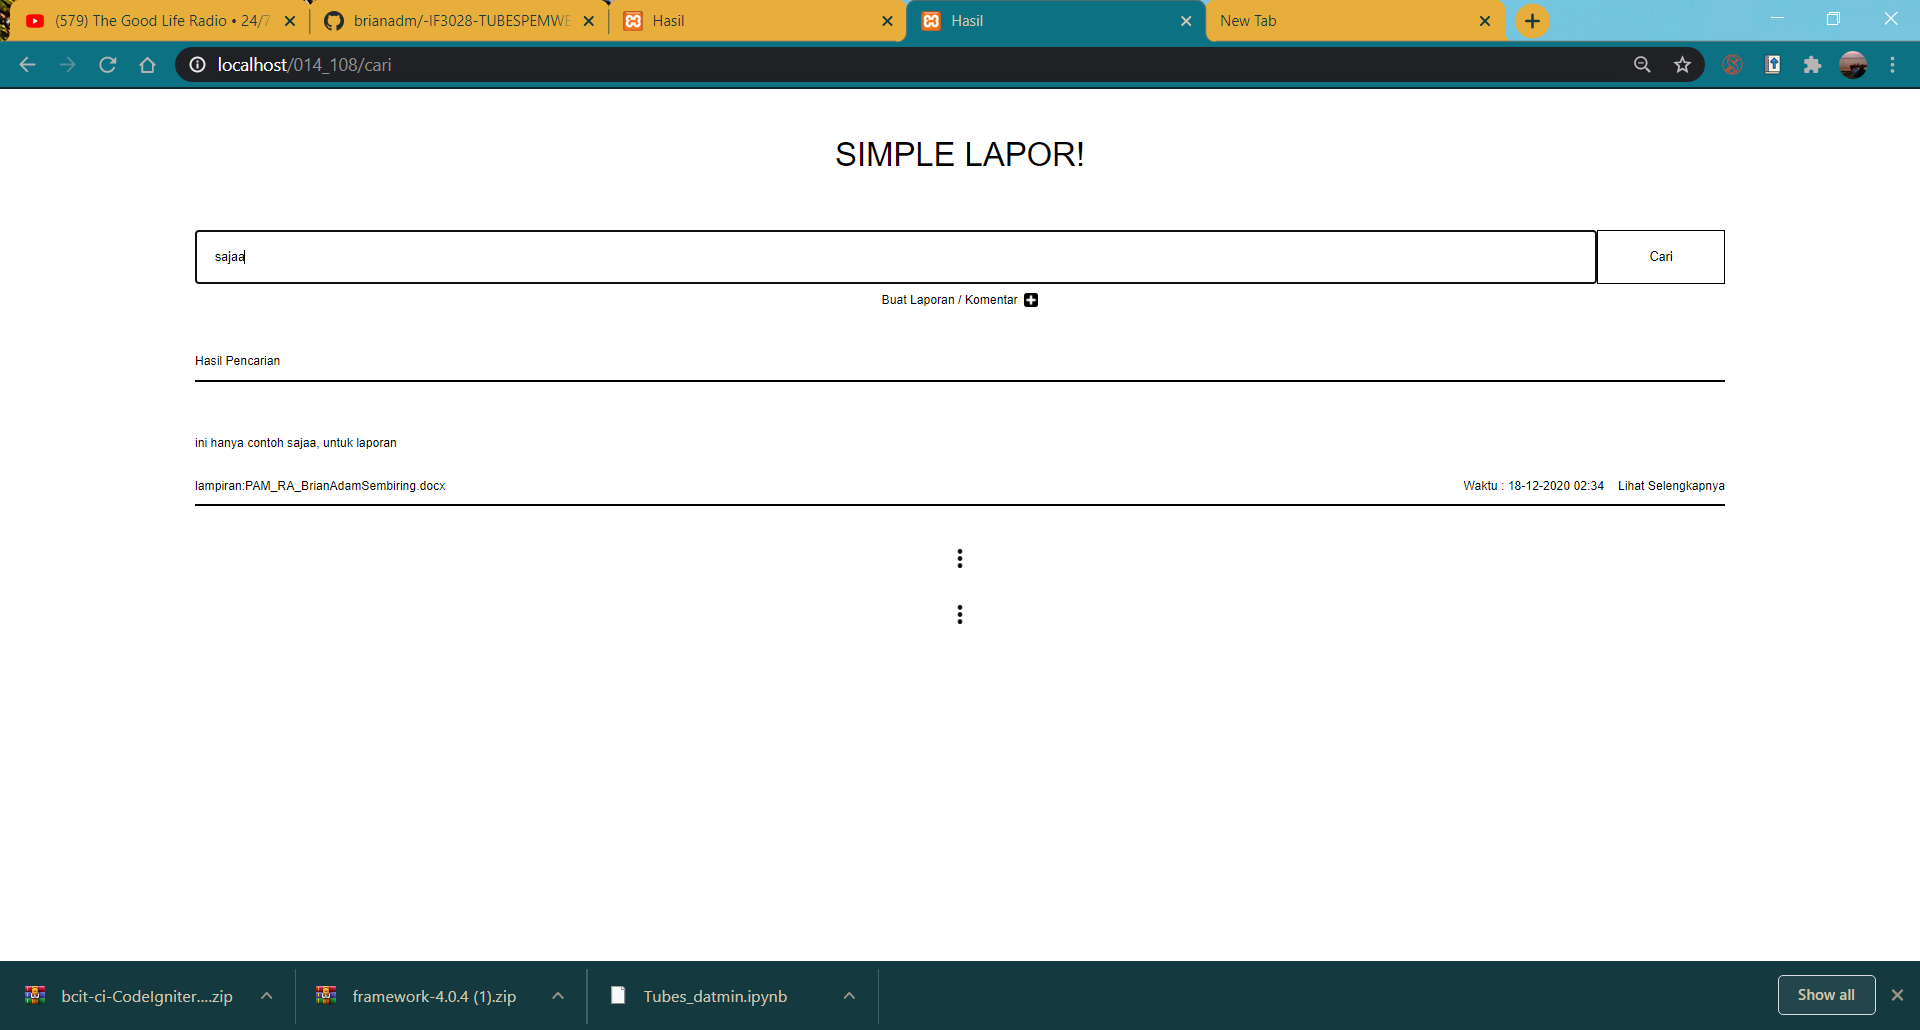 (579) The Good Life Radio • 24/7
brianadm/-IF3028-TUBESPEMWE
Hasil
Hasil
New Tab
localhost/014_108/cari
SIMPLE LAPOR!
sajaa
Cari
Buat Laporan / Komentar
Hasil Pencarian
ini hanya contoh sajaa, untuk laporan
lampiran:PAM_RA_BrianAdamSembiring.docx
Waktu : 18-12-2020 02:34 Lihat Selengkapnya
bcit-ci-CodeIgniter....zip
framework-4.0.4 (1).zip
Tubes_datmin.ipynb
Show all